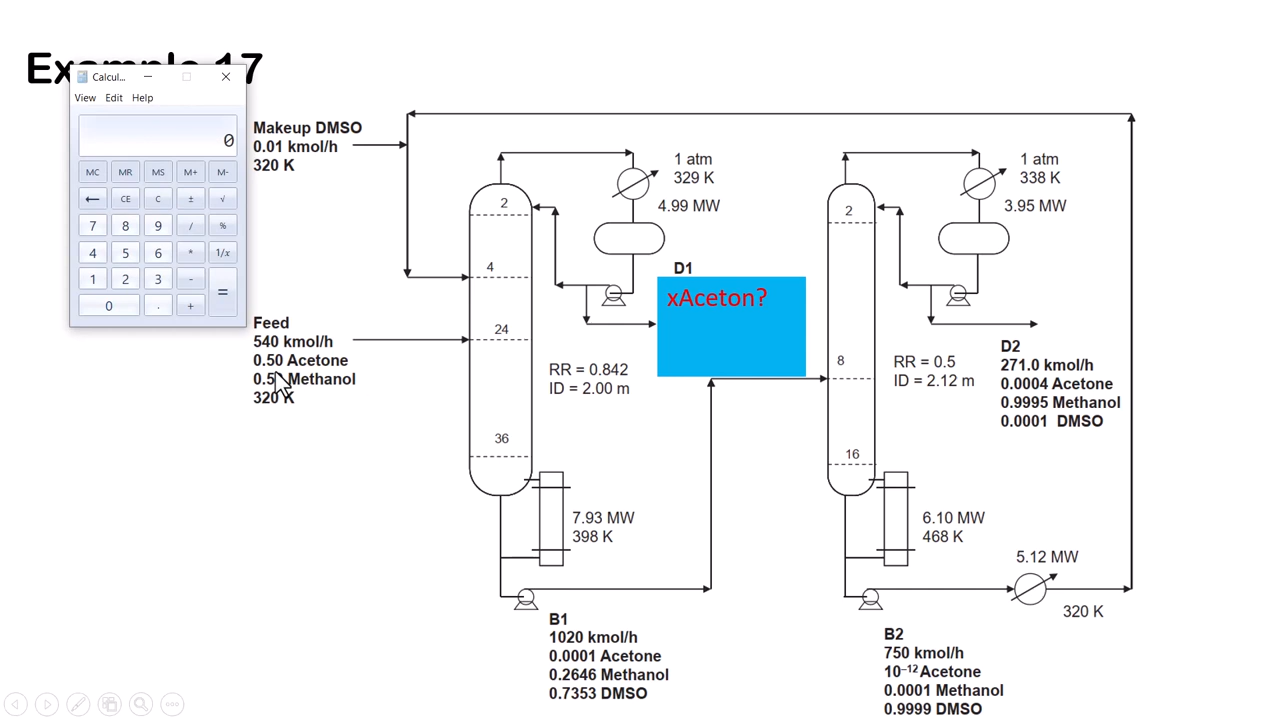 Calcul...
View Edit Help
0
MC MR MS M+ M-
← CE C ± √
7 8 9 / %
4 5 6 * 1/x
1 2 3 - =
0 . +
Makeup DMSO
0.01 kmol/h
320 K
Feed
540 kmol/h
0.50 Acetone
Methanol
320 K
2
4
24
36
1 atm
329 K
4.99 MW
D1
xAceton?
RR = 0.842
ID = 2.00 m
7.93 MW
398 K
B1
1020 kmol/h
0.0001 Acetone
0.2646 Methanol
0.7353 DMSO
2
8
16
1 atm
338 K
3.95 MW
RR = 0.5
ID = 2.12 m
D2
271.0 kmol/h
0.0004 Acetone
0.9995 Methanol
0.0001 DMSO
6.10 MW
468 K
5.12 MW
320 K
B2
750 kmol/h
10⁻¹² Acetone
0.0001 Methanol
0.9999 DMSO